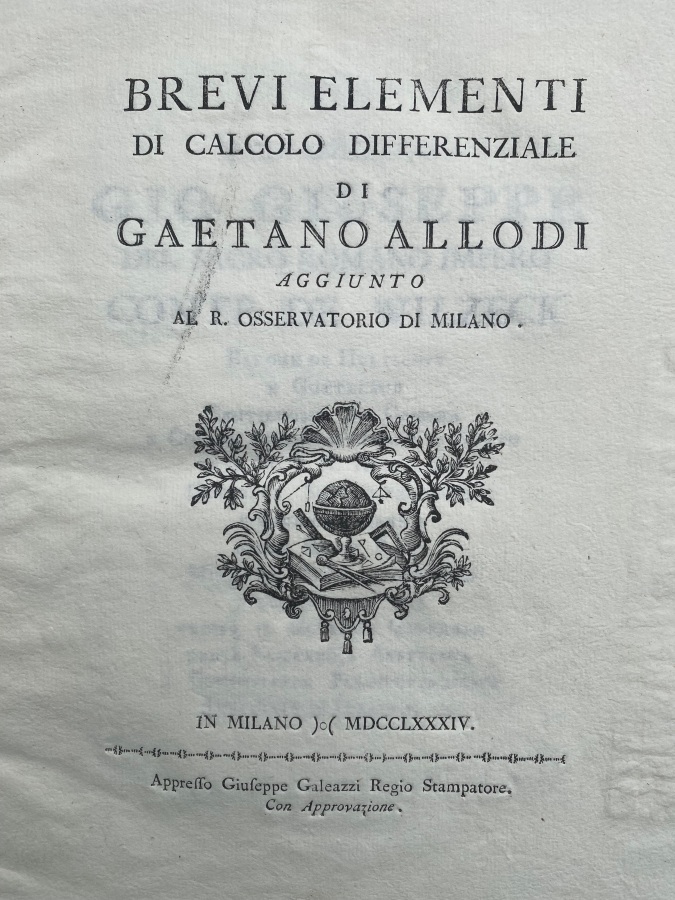 BREVI ELEMENTI
DI CALCOLO DIFFERENZIALE
DI
GAETANO ALLODI
AGGIUNTO
AL R. OSSERVATORIO DI MILANO.
IN MILANO )o( MDCCLXXXIV.
Appreſſo Giuſeppe Galeazzi Regio Stampatore.
Con Approvazione.